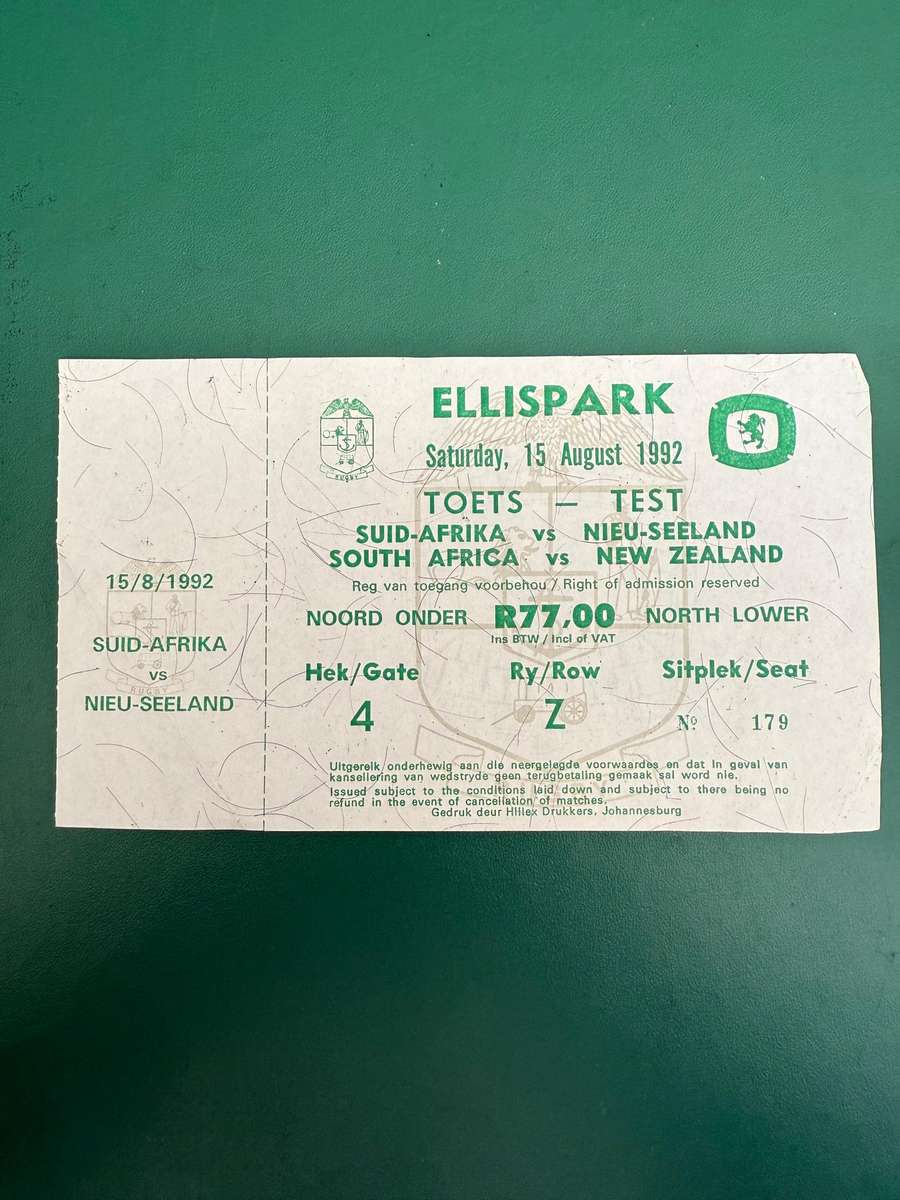 15/8/1992
SUID-AFRIKA
vs
NIEU-SEELAND
RUGBY
RUGBY
ELLISPARK
Saturday, 15 August 1992
TOETS — TEST
SUID-AFRIKA vs NIEU-SEELAND
SOUTH AFRICA vs NEW ZEALAND
Reg van toegang voorbehou / Right of admission reserved
NOORD ONDER R77,00 NORTH LOWER
Ins BTW / Incl of VAT
Hek/Gate Ry/Row Sitplek/Seat
4 Z Nº 179
Uitgereik onderhewig aan die neergelegde voorwaardes en dat in geval van
kansellering van wedstryde geen terugbetaling gemaak sal word nie.
Issued subject to the conditions laid down and subject to there being no
refund in the event of cancellation of matches.
Gedruk deur Hillex Drukkers, Johannesburg